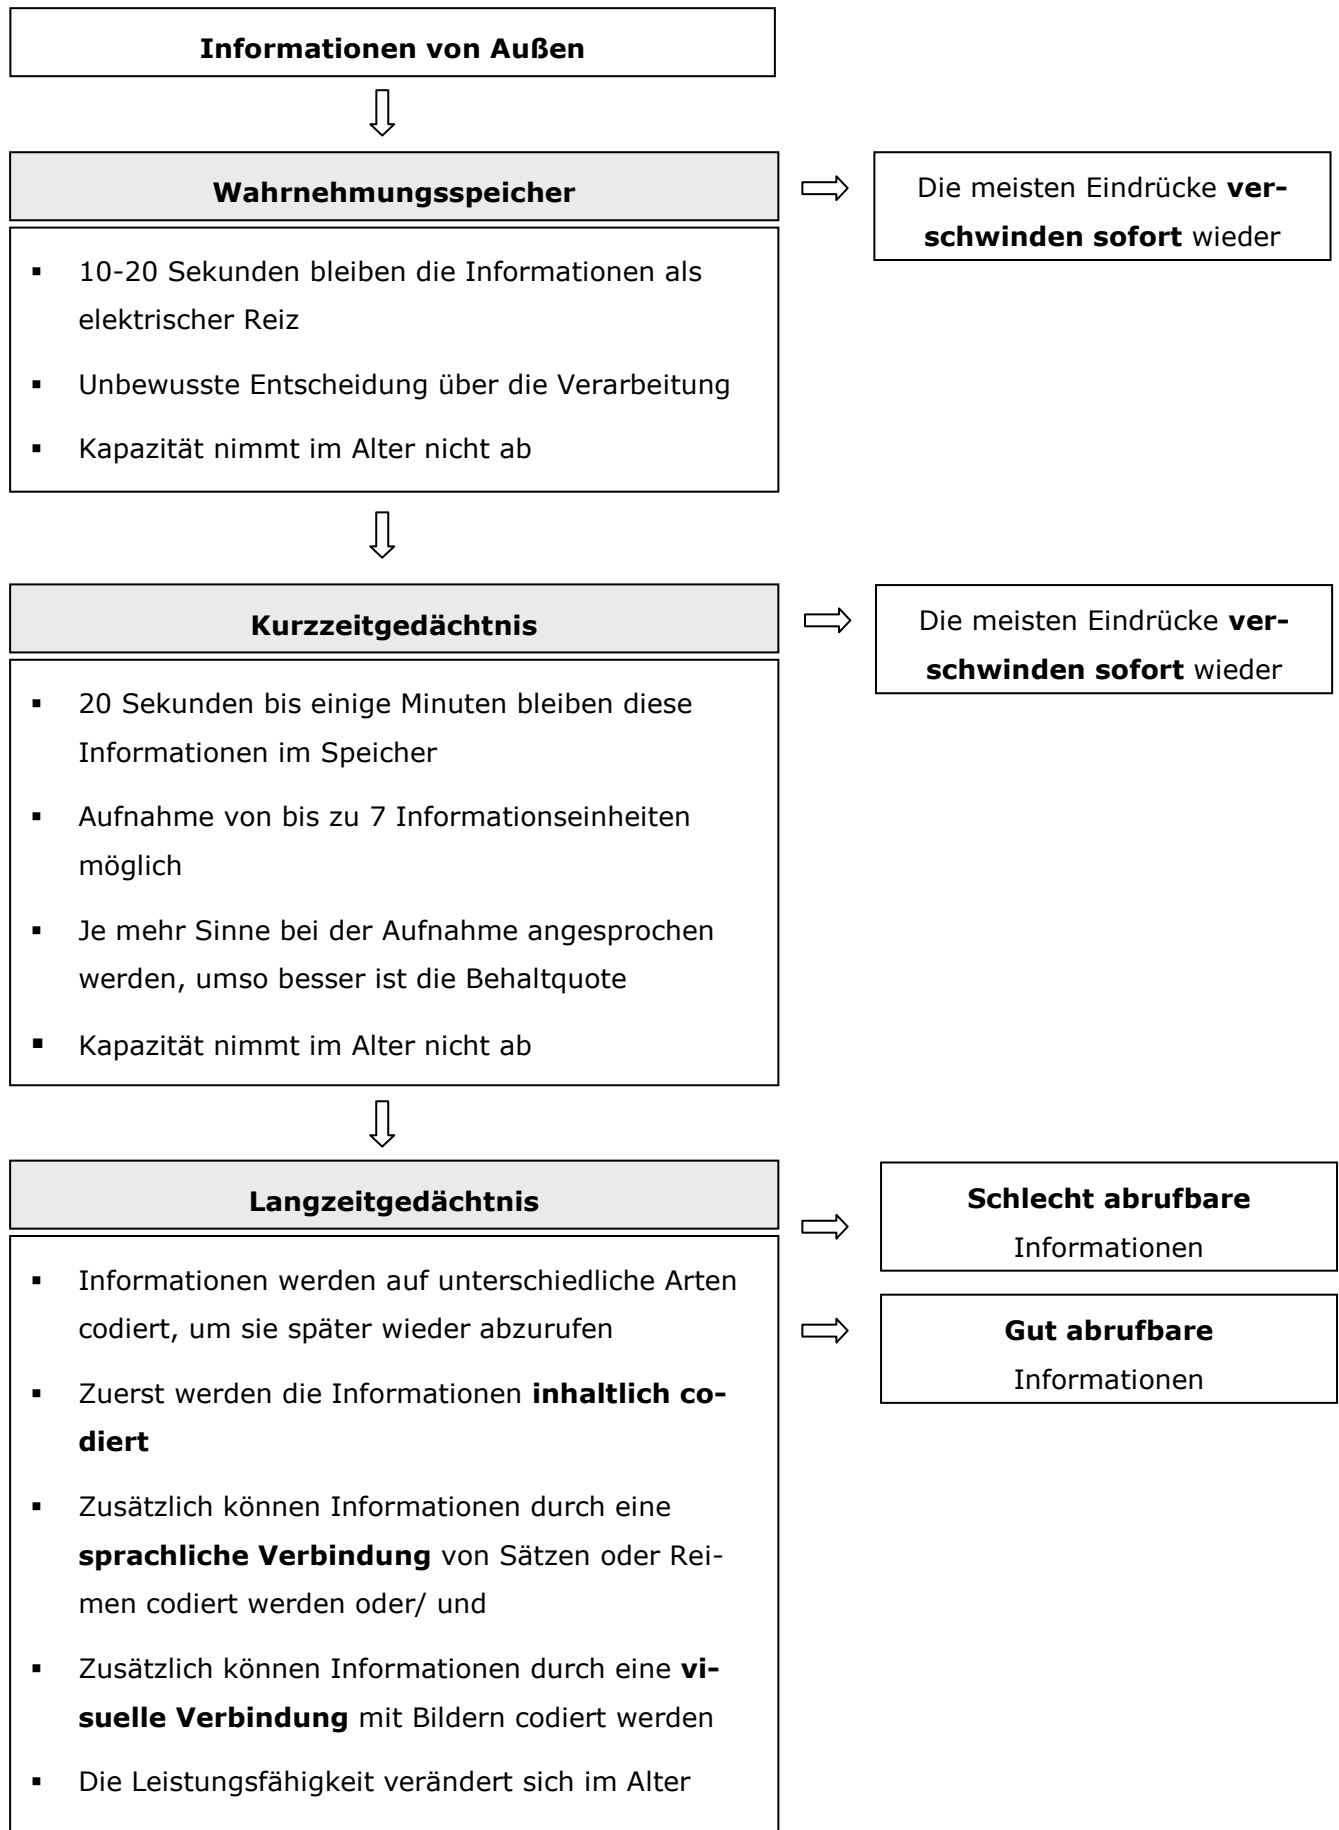 Informationen von Außen
Wahrnehmungsspeicher
Die meisten Eindrücke ver-
schwinden sofort wieder
▪ 10-20 Sekunden bleiben die Informationen als
elektrischer Reiz
▪ Unbewusste Entscheidung über die Verarbeitung
▪ Kapazität nimmt im Alter nicht ab
Kurzzeitgedächtnis
Die meisten Eindrücke ver-
schwinden sofort wieder
▪ 20 Sekunden bis einige Minuten bleiben diese
Informationen im Speicher
▪ Aufnahme von bis zu 7 Informationseinheiten
möglich
▪ Je mehr Sinne bei der Aufnahme angesprochen
werden, umso besser ist die Behaltquote
▪ Kapazität nimmt im Alter nicht ab
Langzeitgedächtnis
Schlecht abrufbare
Informationen
Gut abrufbare
Informationen
▪ Informationen werden auf unterschiedliche Arten
codiert, um sie später wieder abzurufen
▪ Zuerst werden die Informationen inhaltlich co-
diert
▪ Zusätzlich können Informationen durch eine
sprachliche Verbindung von Sätzen oder Rei-
men codiert werden oder/ und
▪ Zusätzlich können Informationen durch eine vi-
suelle Verbindung mit Bildern codiert werden
▪ Die Leistungsfähigkeit verändert sich im Alter